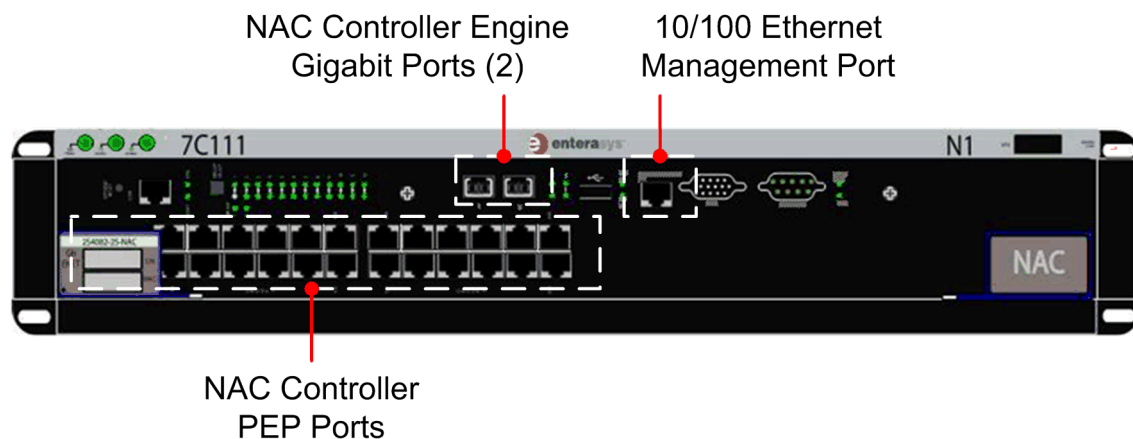 NAC Controller Engine
Gigabit Ports (2)
10/100 Ethernet
Management Port
7C111
enterasys
N1
254082-25-NAC
NAC
NAC Controller
PEP Ports